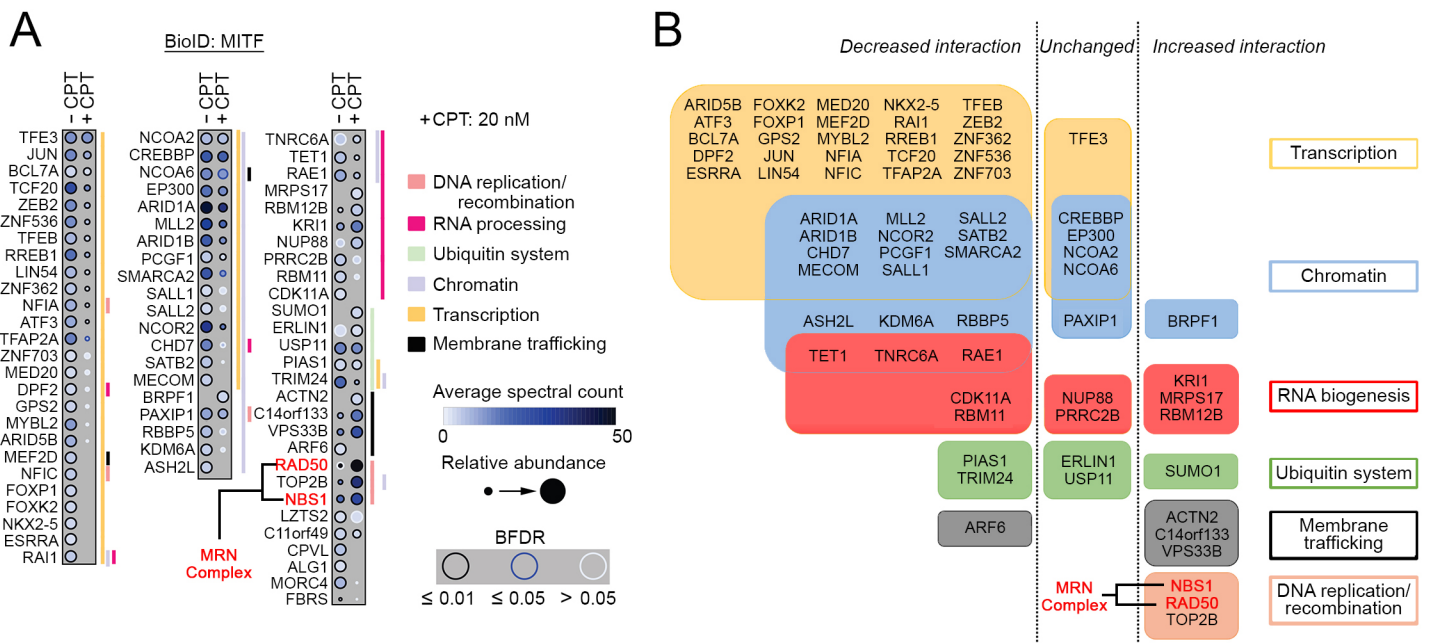 A
BioID: MITF
- CPT
+ CPT
TFE3
JUN
BCL7A
TCF20
ZEB2
ZNF536
TFEB
RREB1
LIN54
ZNF362
NFIA
ATF3
TFAP2A
ZNF703
MED20
DPF2
GPS2
MYBL2
ARID5B
MEF2D
NFIC
FOXP1
FOXK2
NKX2-5
ESRRA
RAI1
- CPT
+ CPT
NCOA2
CREBBP
NCOA6
EP300
ARID1A
MLL2
ARID1B
PCGF1
SMARCA2
SALL1
SALL2
NCOR2
CHD7
SATB2
MECOM
BRPF1
PAXIP1
RBBP5
KDM6A
ASH2L
- CPT
+ CPT
TNRC6A
TET1
RAE1
MRPS17
RBM12B
KRI1
NUP88
PRRC2B
RBM11
CDK11A
SUMO1
ERLIN1
USP11
PIAS1
TRIM24
ACTN2
C14orf133
VPS33B
ARF6
RAD50
TOP2B
NBS1
LZTS2
C11orf49
CPVL
ALG1
MORC4
FBRS
MRN
Complex
+CPT: 20 nM
DNA replication/
recombination
RNA processing
Ubiquitin system
Chromatin
Transcription
Membrane trafficking
Average spectral count
0 50
Relative abundance
BFDR
≤ 0.01 ≤ 0.05 > 0.05
B
Decreased interaction Unchanged Increased interaction
ARID5B FOXK2 MED20 NKX2-5 TFEB
ATF3 FOXP1 MEF2D RAI1 ZEB2
BCL7A GPS2 MYBL2 RREB1 ZNF362
DPF2 JUN NFIA TCF20 ZNF536
ESRRA LIN54 NFIC TFAP2A ZNF703
TFE3
Transcription
ARID1A MLL2 SALL2
ARID1B NCOR2 SATB2
CHD7 PCGF1 SMARCA2
MECOM SALL1
CREBBP
EP300
NCOA2
NCOA6
Chromatin
ASH2L KDM6A RBBP5
PAXIP1
BRPF1
TET1 TNRC6A RAE1
CDK11A
RBM11
NUP88
PRRC2B
KRI1
MRPS17
RBM12B
RNA biogenesis
PIAS1
TRIM24
ERLIN1
USP11
SUMO1
Ubiquitin system
ARF6
ACTN2
C14orf133
VPS33B
Membrane
trafficking
MRN
Complex
NBS1
RAD50
TOP2B
DNA replication/
recombination